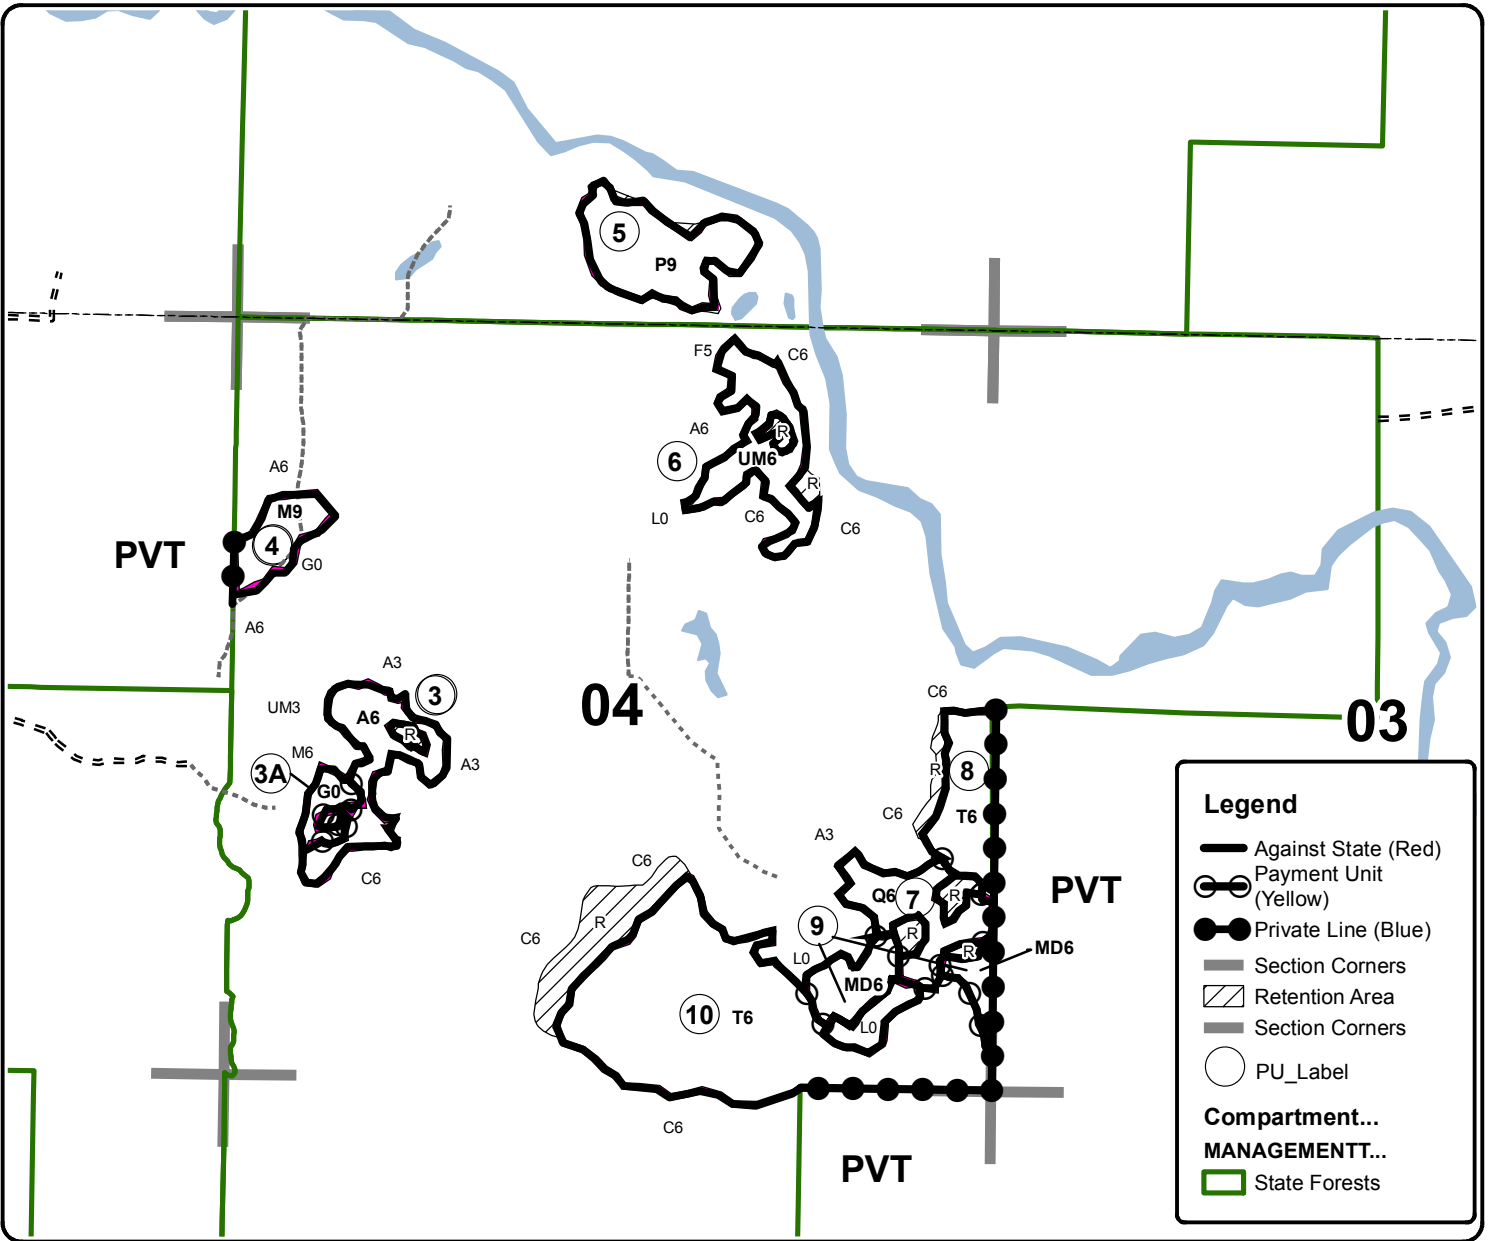 5
P9
F5
C6
A6
R
6
UM6
R
L0
C6
C6
A6
M9
4
PVT
G0
A6
A3
3
UM3
A6
R
M6
A3
3A
G0
C6
04
03
C6
8
R
T6
C6
A3
C6
Q6
7
R
PVT
R
9
C6
R
L0
R
MD6
MD6
10
T6
L0
C6
PVT
Legend
Against State (Red)
Payment Unit
(Yellow)
Private Line (Blue)
Section Corners
Retention Area
Section Corners
PU_Label
Compartment...
MANAGEMENTT...
State Forests